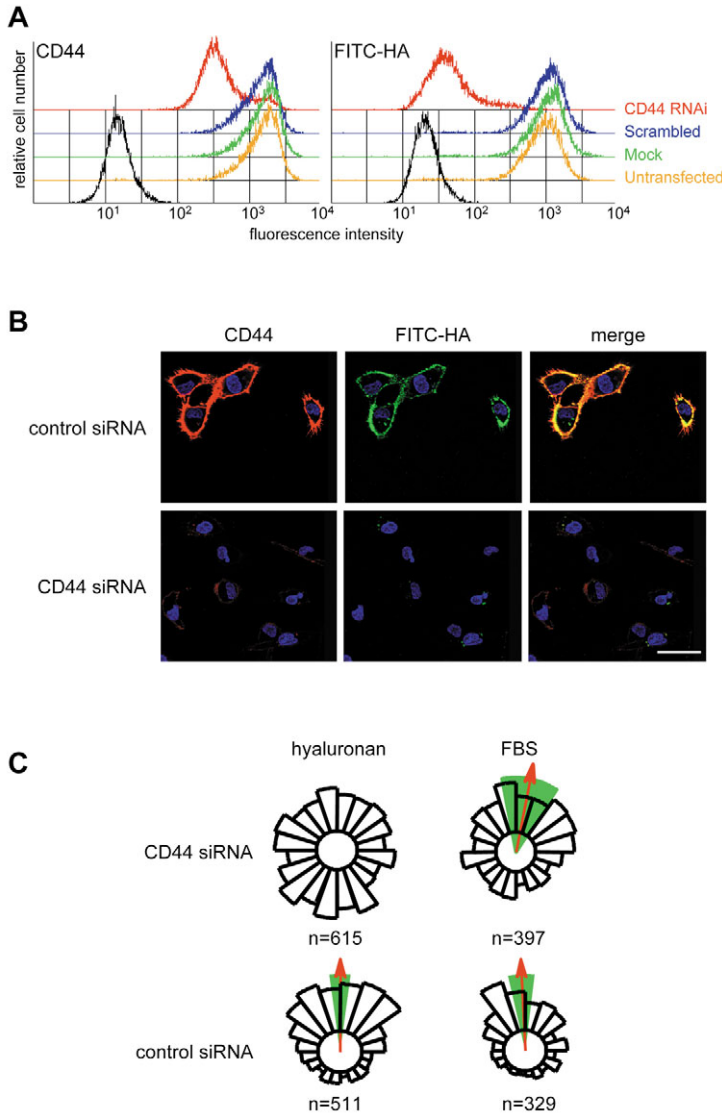 A
CD44
FITC-HA
relative cell number
CD44 RNAi
Scrambled
Mock
Untransfected
10¹ 10² 10³ 10⁴ 10¹ 10² 10³ 10⁴
fluorescence intensity
B
CD44 FITC-HA merge
control siRNA
CD44 siRNA
C
hyaluronan FBS
CD44 siRNA
n=615 n=397
control siRNA
n=511 n=329